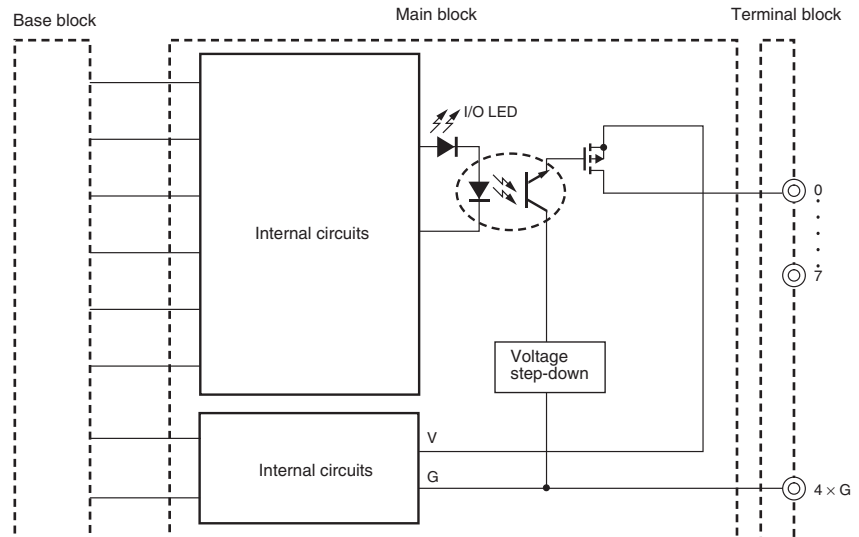 Base block
Main block
Terminal block
I/O LED
Internal circuits
0
7
Voltage
step-down
Internal circuits
V
G
4 × G